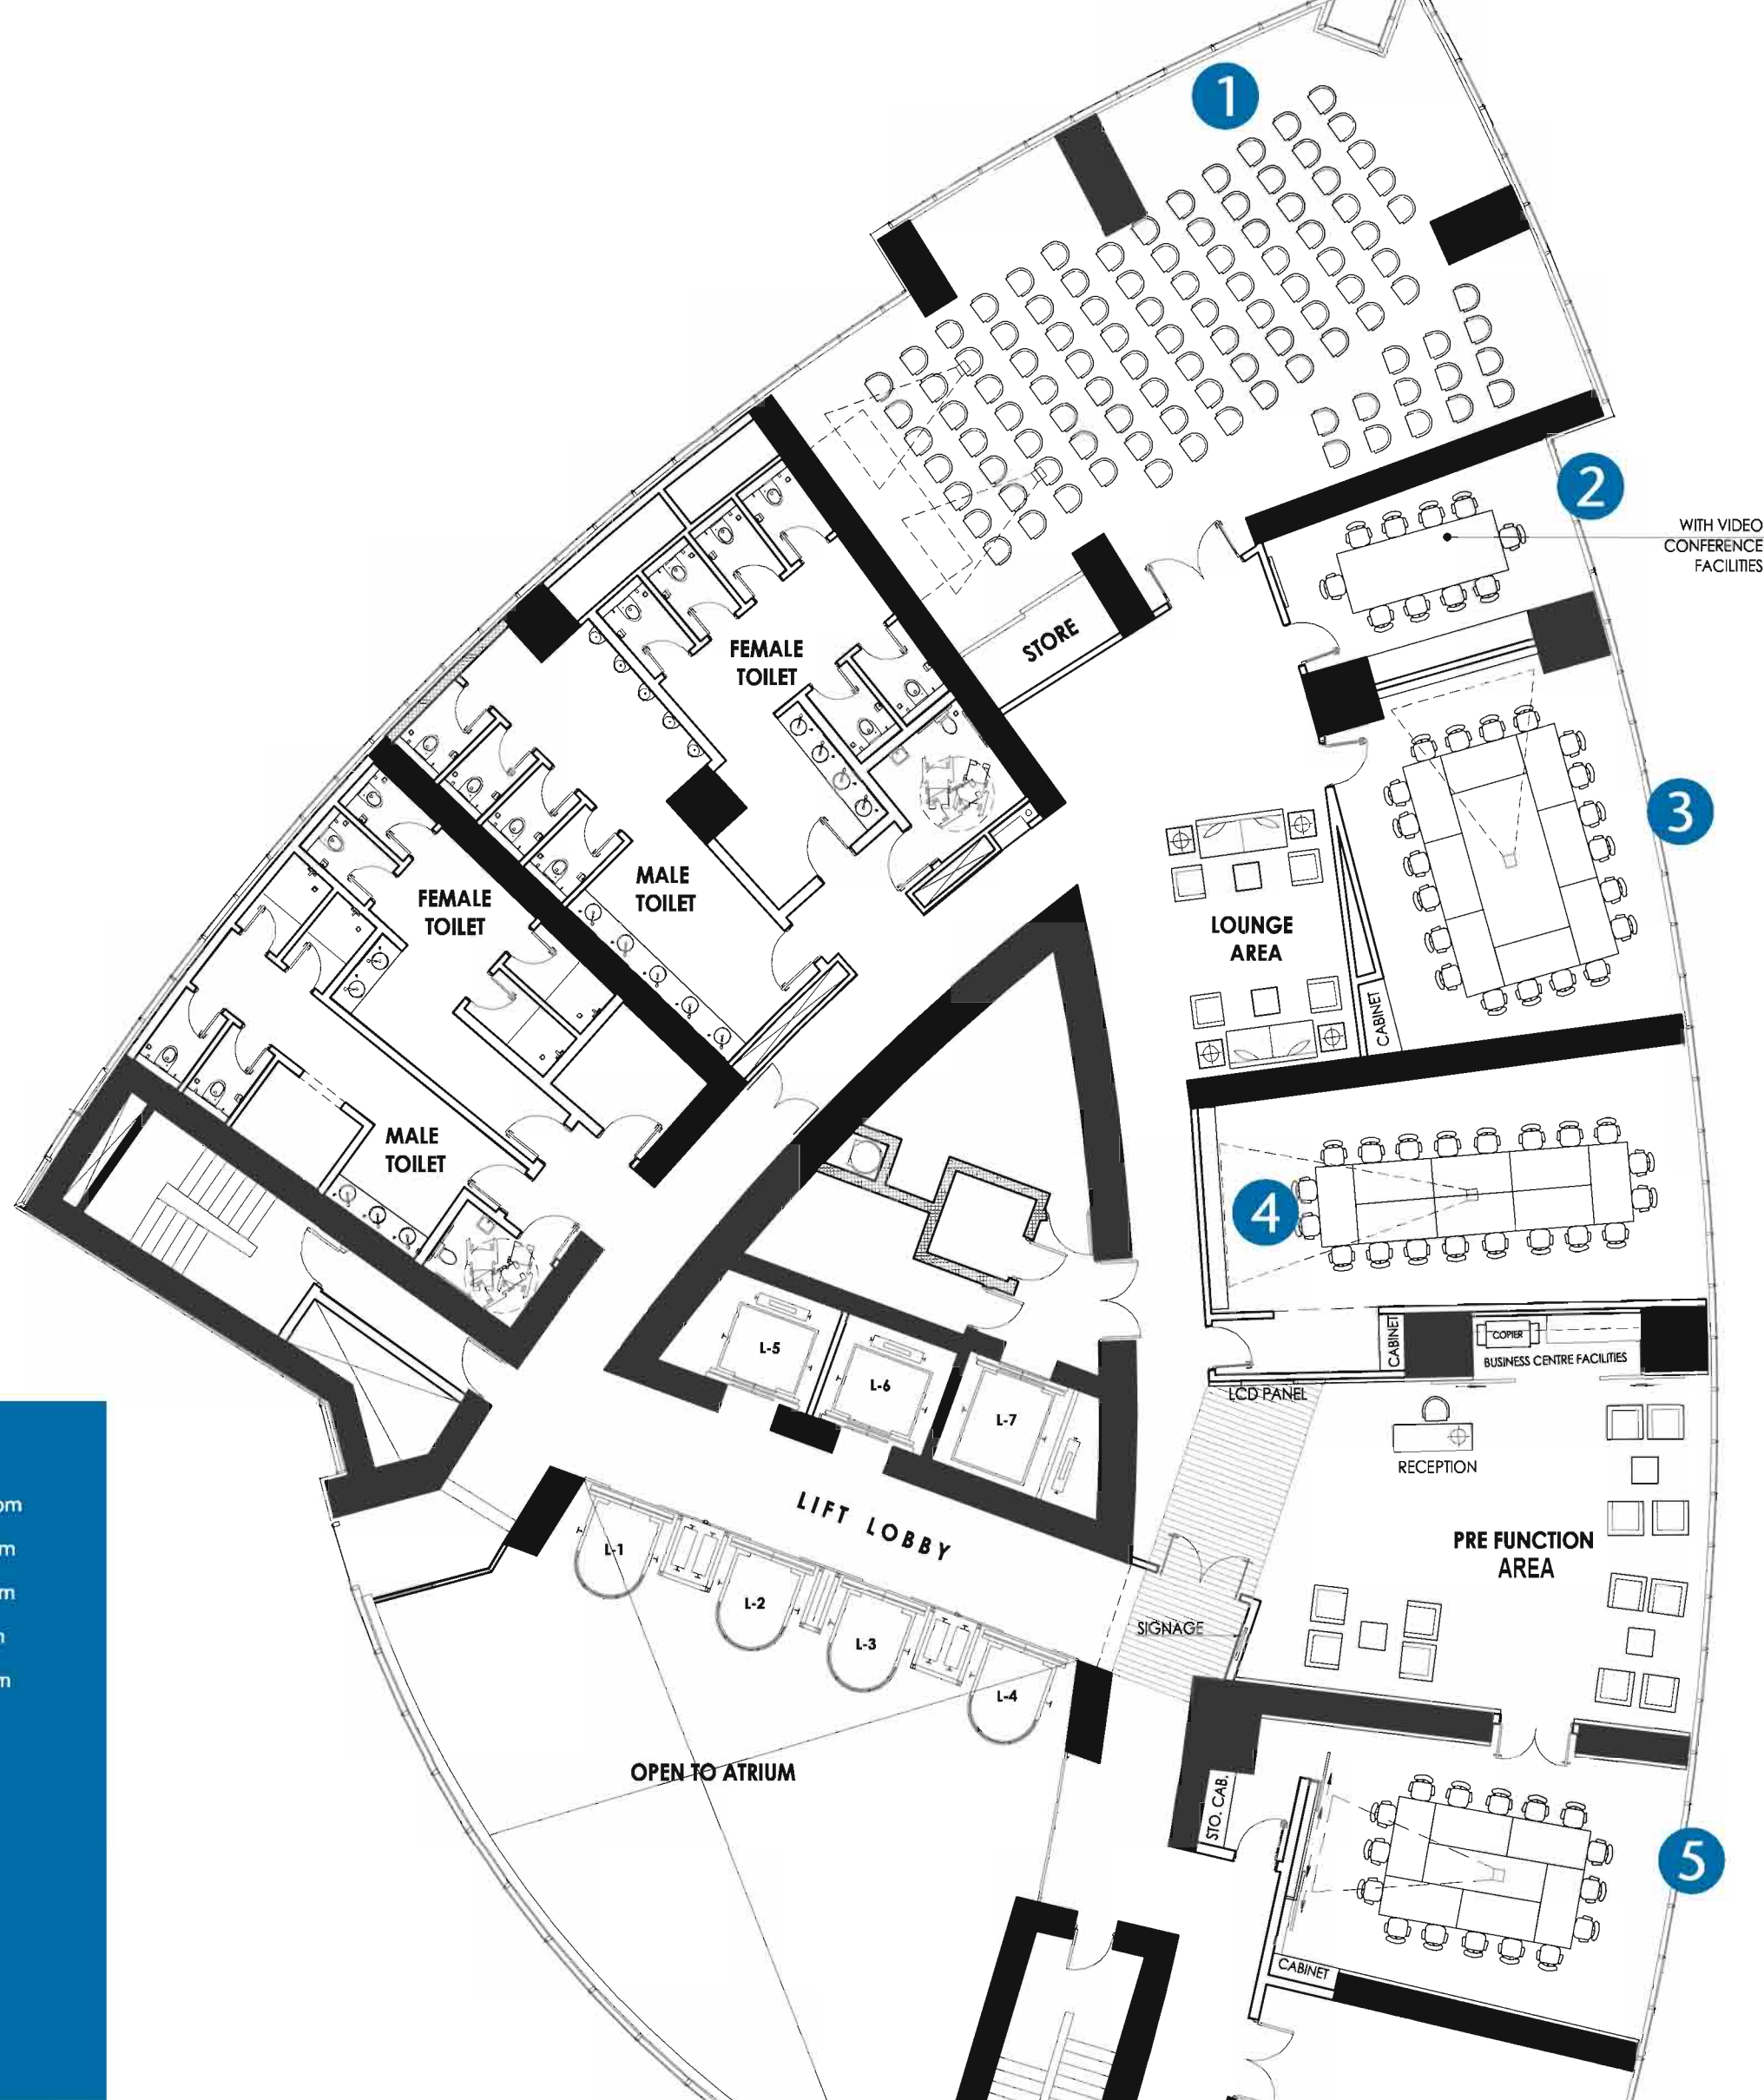 1
2
WITH VIDEO
CONFERENCE
FACILITIES
STORE
FEMALE
TOILET
3
MALE
TOILET
FEMALE
TOILET
LOUNGE
AREA
CABINET
MALE
TOILET
4
L-5
L-6
L-7
CABINET
COPIER
BUSINESS CENTRE FACILITIES
LCD PANEL
RECEPTION
LIFT LOBBY
PRE FUNCTION
AREA
L-1
L-2
L-3
L-4
SIGNAGE
OPEN TO ATRIUM
STO. CAB.
5
CABINET